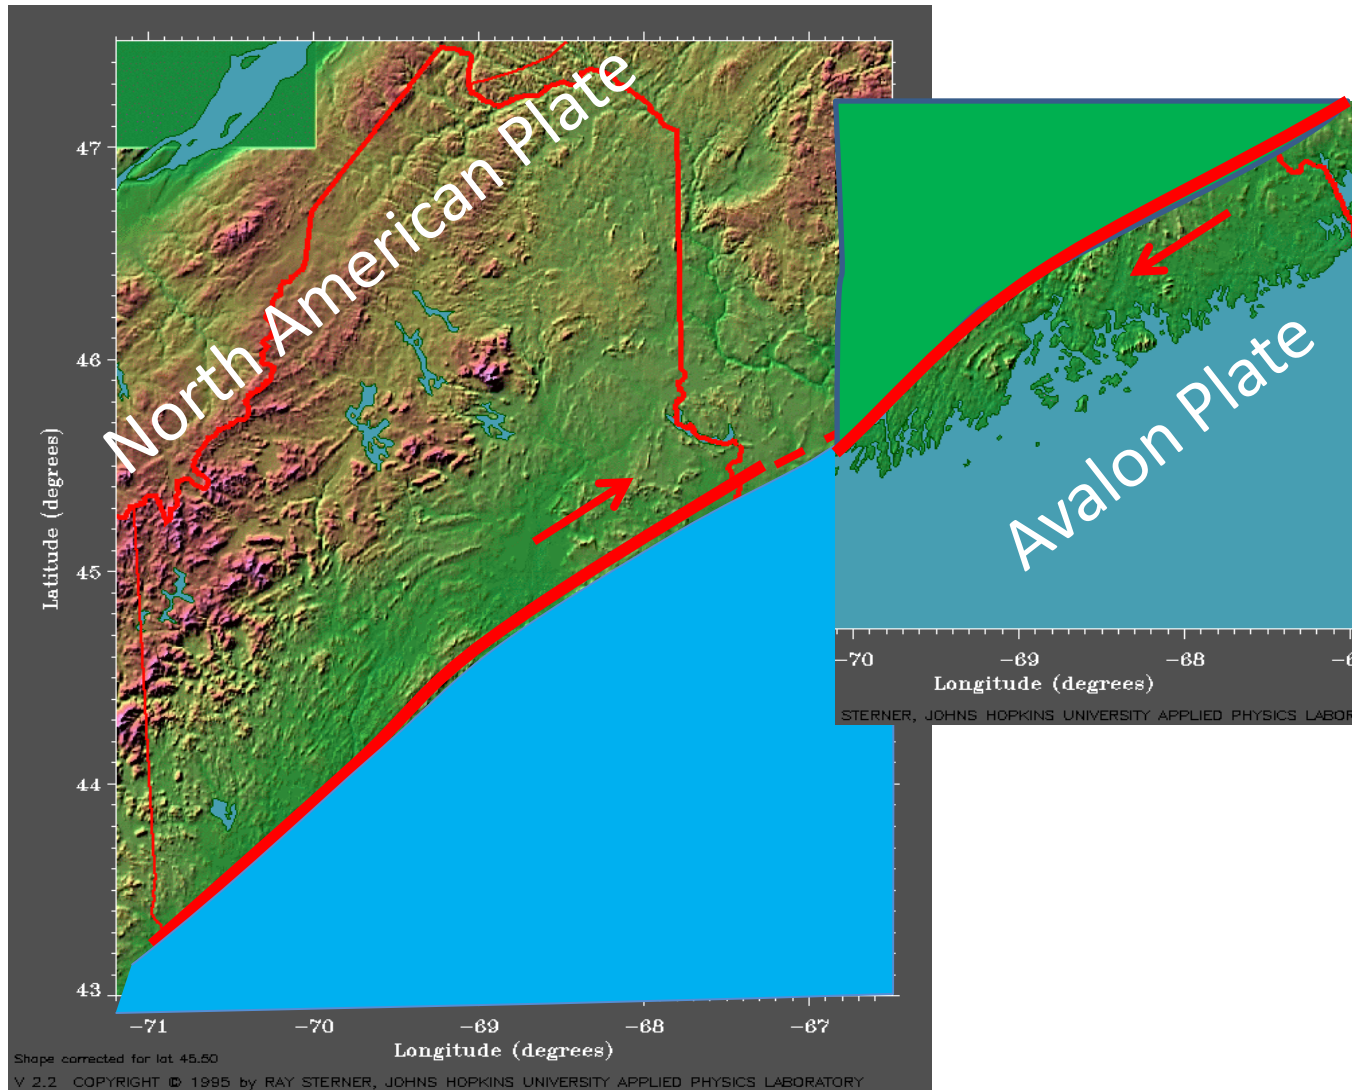 North American Plate
47
46
45
44
43
Latitude (degrees)
-71
-70
-69
-68
-67
Longitude (degrees)
Shape corrected for lat 45.50
V 2.2 COPYRIGHT © 1995 by RAY STERNER, JOHNS HOPKINS UNIVERSITY APPLIED PHYSICS LABORATORY
Avalon Plate
-70
-69
-68
Longitude (degrees)
STERNER, JOHNS HOPKINS UNIVERSITY APPLIED PHYSICS LABOR